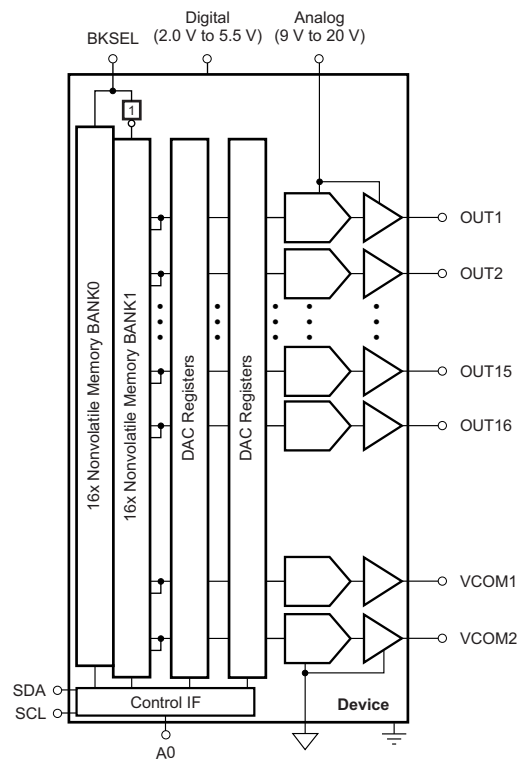 BKSEL
Digital
(2.0 V to 5.5 V)
Analog
(9 V to 20 V)
1
16x Nonvolatile Memory BANK0
16x Nonvolatile Memory BANK1
DAC Registers
DAC Registers
OUT1
OUT2
OUT15
OUT16
VCOM1
VCOM2
SDA
SCL
Control IF
Device
A0